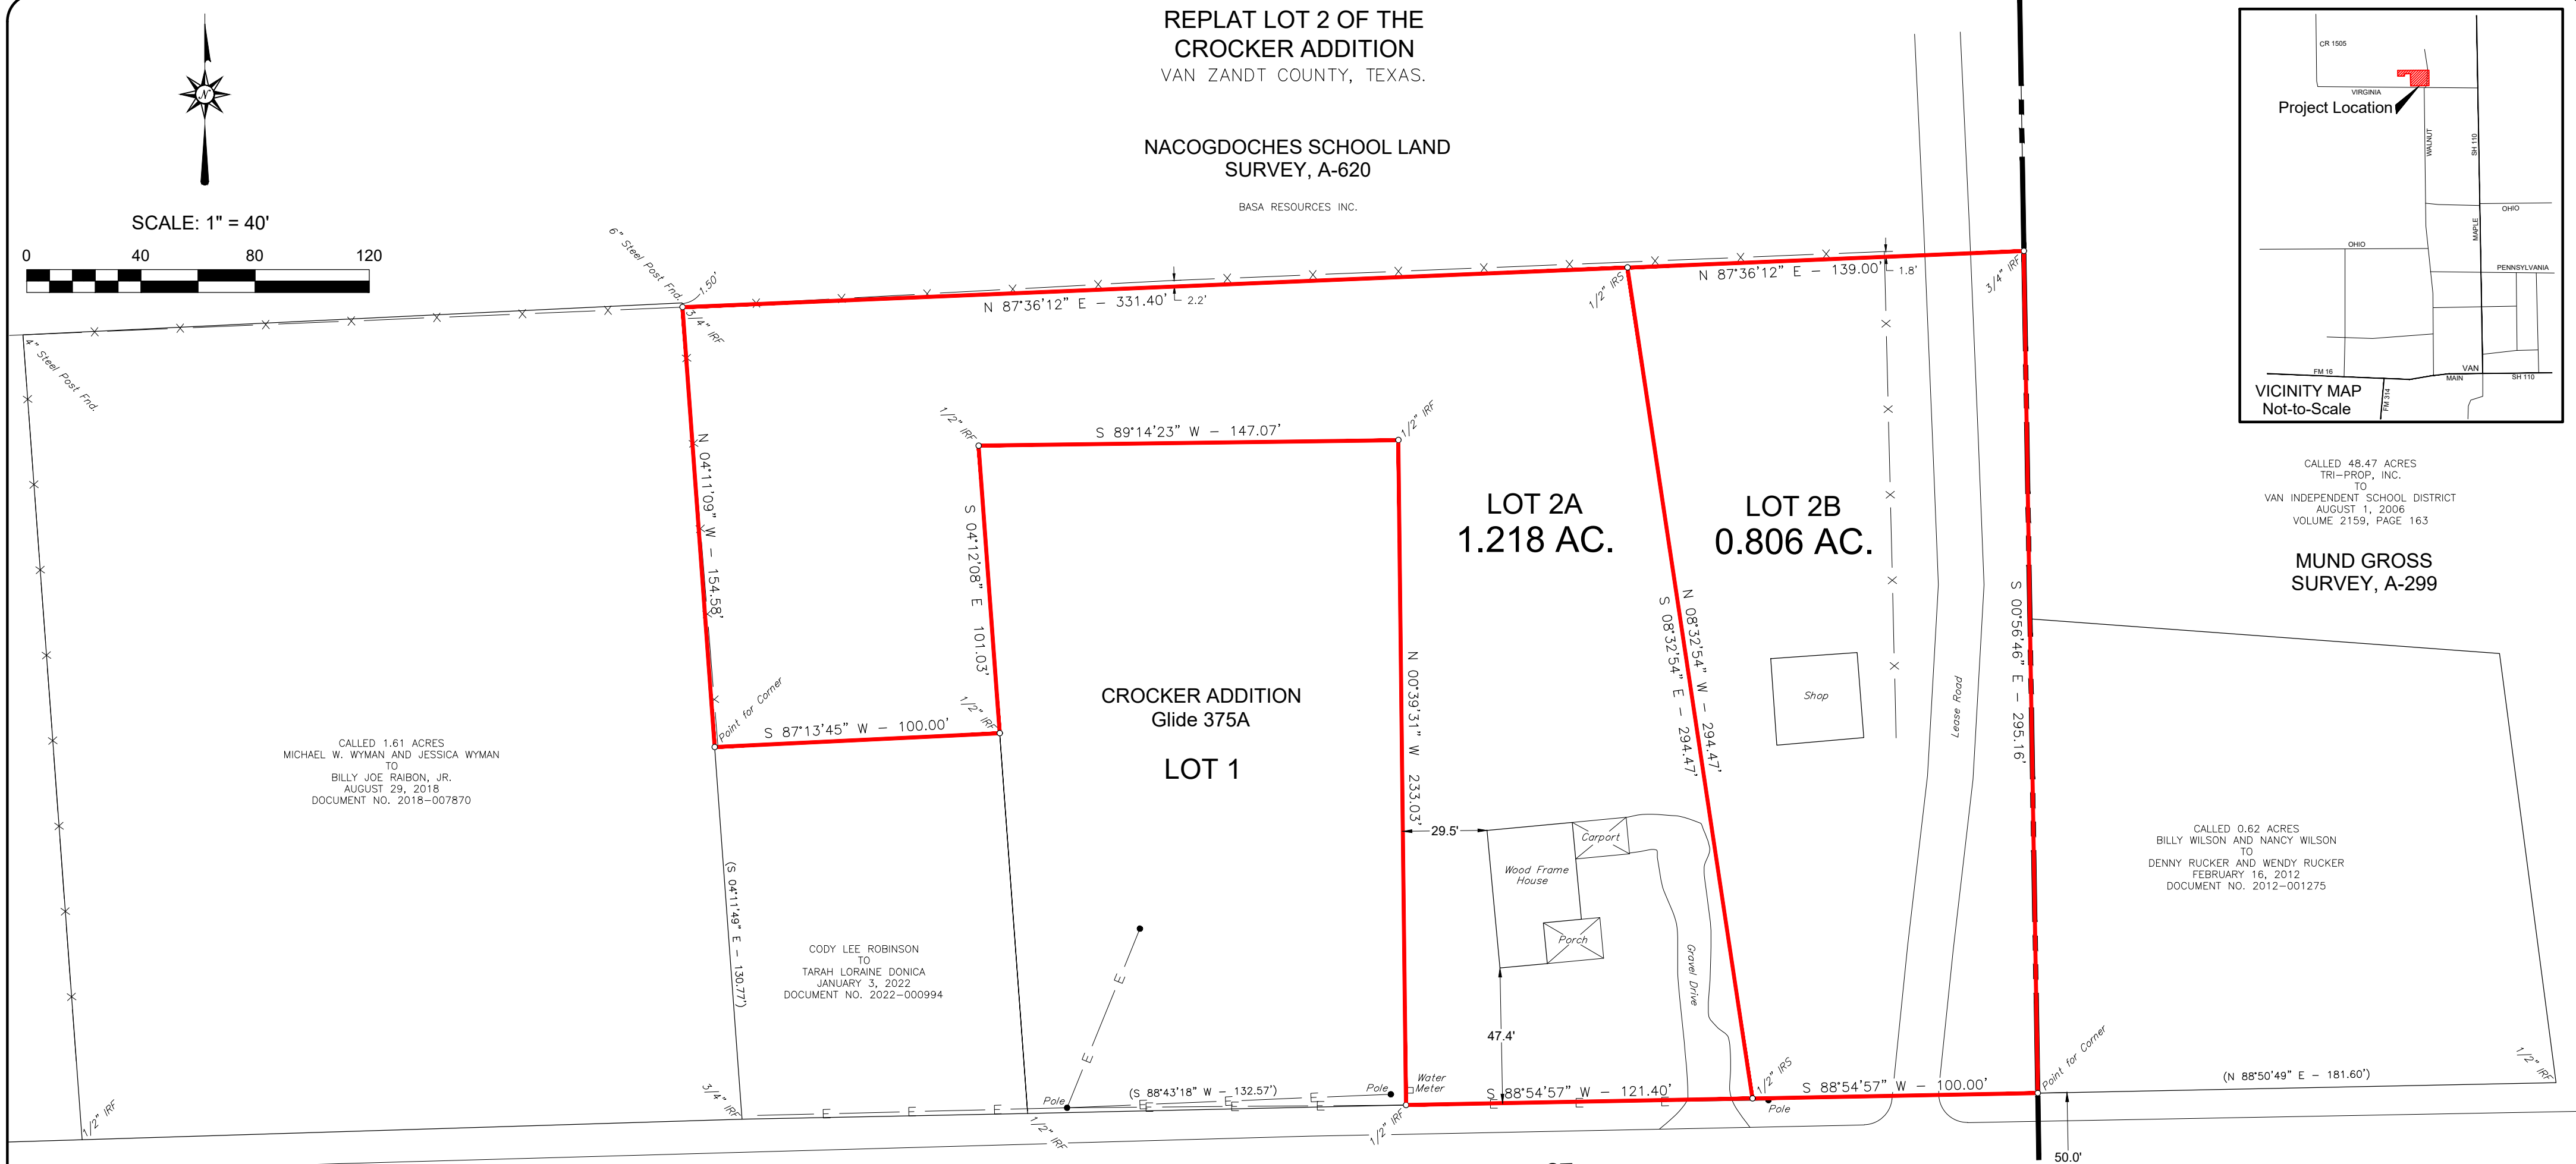 REPLAT LOT 2 OF THE
CROCKER ADDITION
VAN ZANDT COUNTY, TEXAS.
NACOGDOCHES SCHOOL LAND
SURVEY, A-620
BASA RESOURCES INC.
N
SCALE: 1" = 40'
0 40 80 120
CR 1505
VIRGINIA
Project Location
WALNUT
SH 110
OHIO
MAPLE
OHIO
PENNSYLVANIA
FM 16
VAN
MAIN
SH 110
FM 314
VICINITY MAP
Not-to-Scale
6" Steel Post Fnd.
1.50'
3/4" IRF
N 87°36'12" E - 331.40'
2.2'
1/2" IRS
N 87°36'12" E - 139.00'
1.8'
3/4" IRF
4" Steel Post Fnd.
N 04°11'09" W - 154.58'
1/2" IRF
S 89°14'23" W - 147.07'
1/2" IRF
S 04°12'08" E 101.03'
LOT 2A
1.218 AC.
LOT 2B
0.806 AC.
CALLED 48.47 ACRES
TRI-PROP, INC.
TO
VAN INDEPENDENT SCHOOL DISTRICT
AUGUST 1, 2006
VOLUME 2159, PAGE 163
MUND GROSS
SURVEY, A-299
S 00°56'46" E - 295.16'
N 08°32'54" W - 294.47'
S 08°32'54" E - 294.47'
N 00°39'31" W 233.03'
Shop
Lease Road
Point for Corner
S 87°13'45" W - 100.00'
1/2" IRF
CROCKER ADDITION
Glide 375A
LOT 1
CALLED 1.61 ACRES
MICHAEL W. WYMAN AND JESSICA WYMAN
TO
BILLY JOE RAIBON, JR.
AUGUST 29, 2018
DOCUMENT NO. 2018-007870
29.5'
Carport
Wood Frame
House
Porch
Gravel Drive
47.4'
CALLED 0.62 ACRES
BILLY WILSON AND NANCY WILSON
TO
DENNY RUCKER AND WENDY RUCKER
FEBRUARY 16, 2012
DOCUMENT NO. 2012-001275
(S 04°11'49" E - 130.77')
CODY LEE ROBINSON
TO
TARAH LORAINE DONICA
JANUARY 3, 2022
DOCUMENT NO. 2022-000994
E
E
1/2" IRF
3/4" IRF
E E E
Pole
1/2" IRF
(S 88°43'18" W - 132.57')
E E E
E E
Pole
Water
Meter
1/2" IRF
S 88°54'57" W - 121.40'
E E E
1/2" IRS
Pole
S 88°54'57" W - 100.00'
Point for Corner
(N 88°50'49" E - 181.60')
1/2" IRF
50.0'